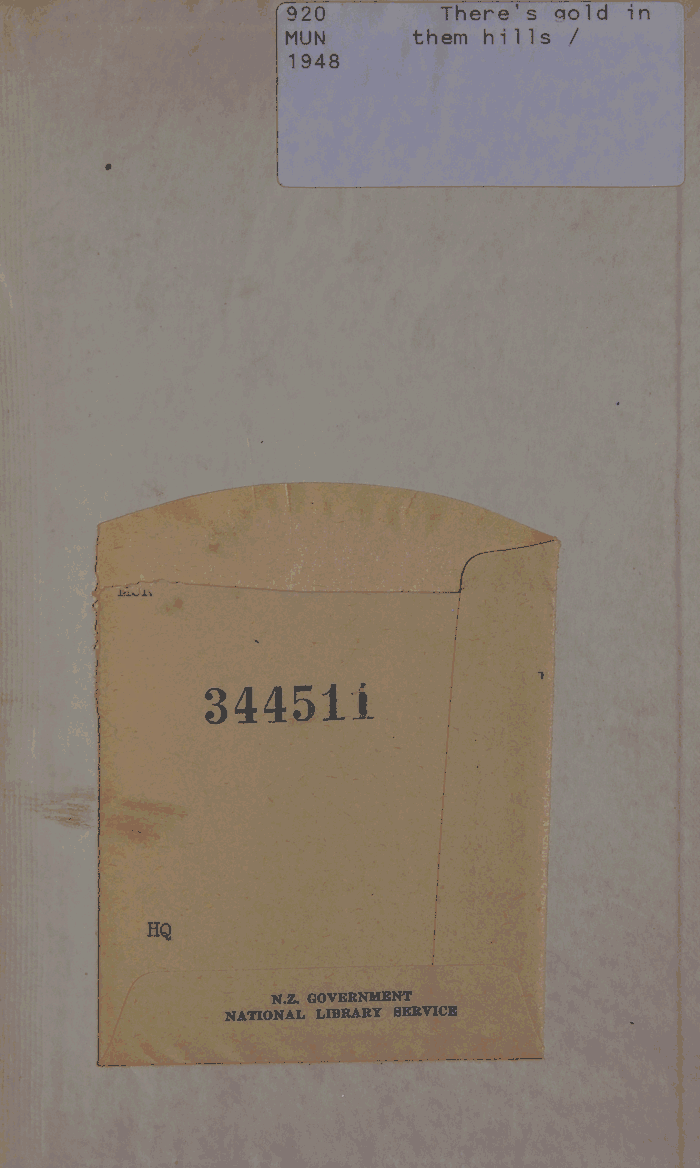 920 There's gold in
MUN them hills /
1948
344511
HQ
N.Z. GOVERNMENT
NATIONAL LIBRARY SERVICE